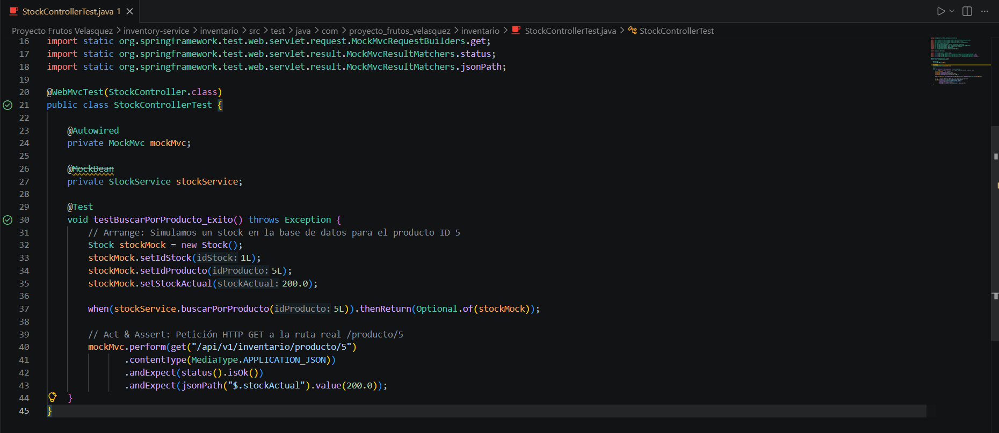 StockControllerTest.java 1
Proyecto Frutos Velasquez > inventory-service > inventario > src > test > java > com > proyecto_frutos_velasquez > inventario > StockControllerTest.java > StockControllerTest
16 import static org.springframework.test.web.servlet.request.MockMvcRequestBuilders.get;
17 import static org.springframework.test.web.servlet.result.MockMvcResultMatchers.status;
18 import static org.springframework.test.web.servlet.result.MockMvcResultMatchers.jsonPath;
19
20 @WebMvcTest(StockController.class)
21 public class StockControllerTest {
22
23     @Autowired
24     private MockMvc mockMvc;
25
26     @MockBean
27     private StockService stockService;
28
29     @Test
30     void testBuscarPorProducto_Exito() throws Exception {
31         // Arrange: Simulamos un stock en la base de datos para el producto ID 5
32         Stock stockMock = new Stock();
33         stockMock.setIdStock(idStock: 1L);
34         stockMock.setIdProducto(idProducto: 5L);
35         stockMock.setStockActual(stockActual: 200.0);
36
37         when(stockService.buscarPorProducto(idProducto: 5L)).thenReturn(Optional.of(stockMock));
38
39         // Act & Assert: Petición HTTP GET a la ruta real /producto/5
40         mockMvc.perform(get("/api/v1/inventario/producto/5")
41                 .contentType(MediaType.APPLICATION_JSON))
42                 .andExpect(status().isOk())
43                 .andExpect(jsonPath("$.stockActual").value(200.0));
44     }
45 }